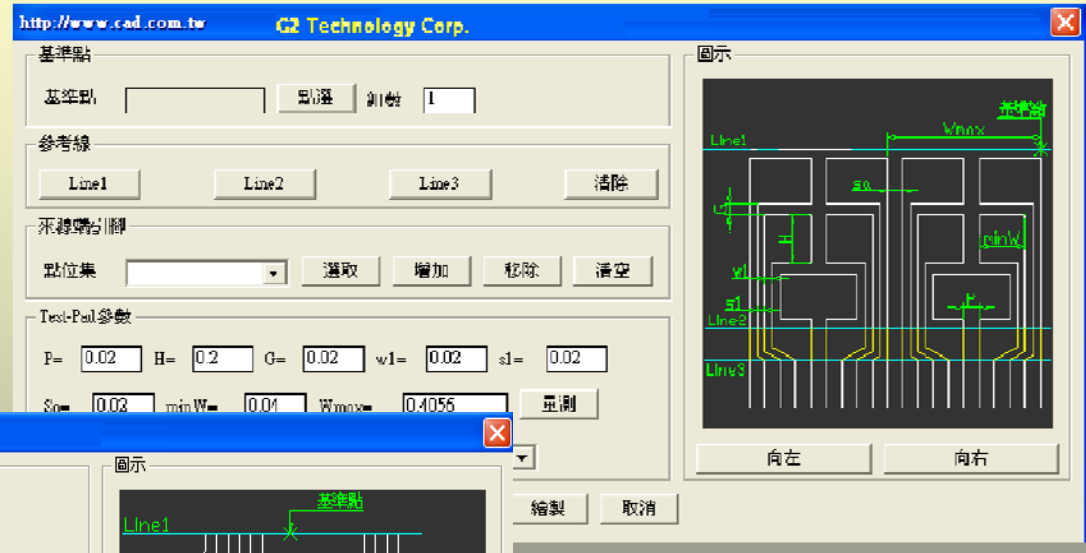 http://www.cad.com.tw G2 Technology Corp.
基準點
基準點 點選 組數 1
參考線
Line1 Line2 Line3 清除
來線端引腳
點位集 選取 增加 移除 清空
Test-Pad參數
P= 0.02 H= 0.2 G= 0.02 w1= 0.02 s1= 0.02
So= 0.02 minW= 0.04 Wmax= 0.4056 量測
繪製 取消
圖示
基準點
Wmax
Line1
so
G
H
minW
w1
s1
P
Line2
Line3
向左 向右
圖示
基準點
Line1